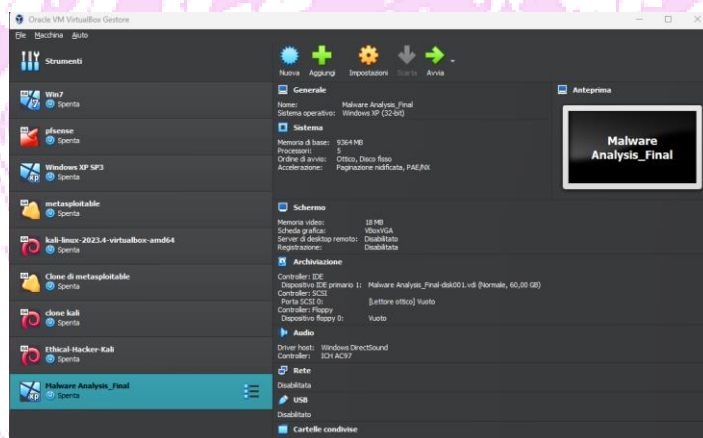 Oracle VM VirtualBox Gestore
File Macchina Aiuto
Strumenti
Win7
Spenta
pfsense
Spenta
Windows XP SP3
Spenta
metasploitable
Spenta
kali-linux-2023.4-virtualbox-amd64
Spenta
Clone di metasploitable
Spenta
clone kali
Spenta
Ethical-Hacker-Kali
Spenta
Malware Analysis_Final
Spenta
Nuova Aggiungi Impostazioni Scarta Avvia
Generale
Nome: Malware Analysis_Final
Sistema operativo: Windows XP (32-bit)
Sistema
Memoria di base: 9364 MB
Processori: 5
Ordine di avvio: Ottico, Disco fisso
Accelerazione: Paginazione nidificata, PAE/NX
Schermo
Memoria video: 18 MB
Scheda grafica: VBoxVGA
Server di desktop remoto: Disabilitato
Registrazione: Disabilitata
Archiviazione
Controller: IDE
Dispositivo IDE primario 1: Malware Analysis_Final-disk001.vdi (Normale, 60,00 GB)
Controller: SCSI
Porta SCSI 0: [Lettore ottico] Vuoto
Controller: Floppy
Dispositivo floppy 0: Vuoto
Audio
Driver host: Windows DirectSound
Controller: ICH AC97
Rete
Disabilitata
USB
Disabilitato
Cartelle condivise
Anteprima
Malware
Analysis_Final